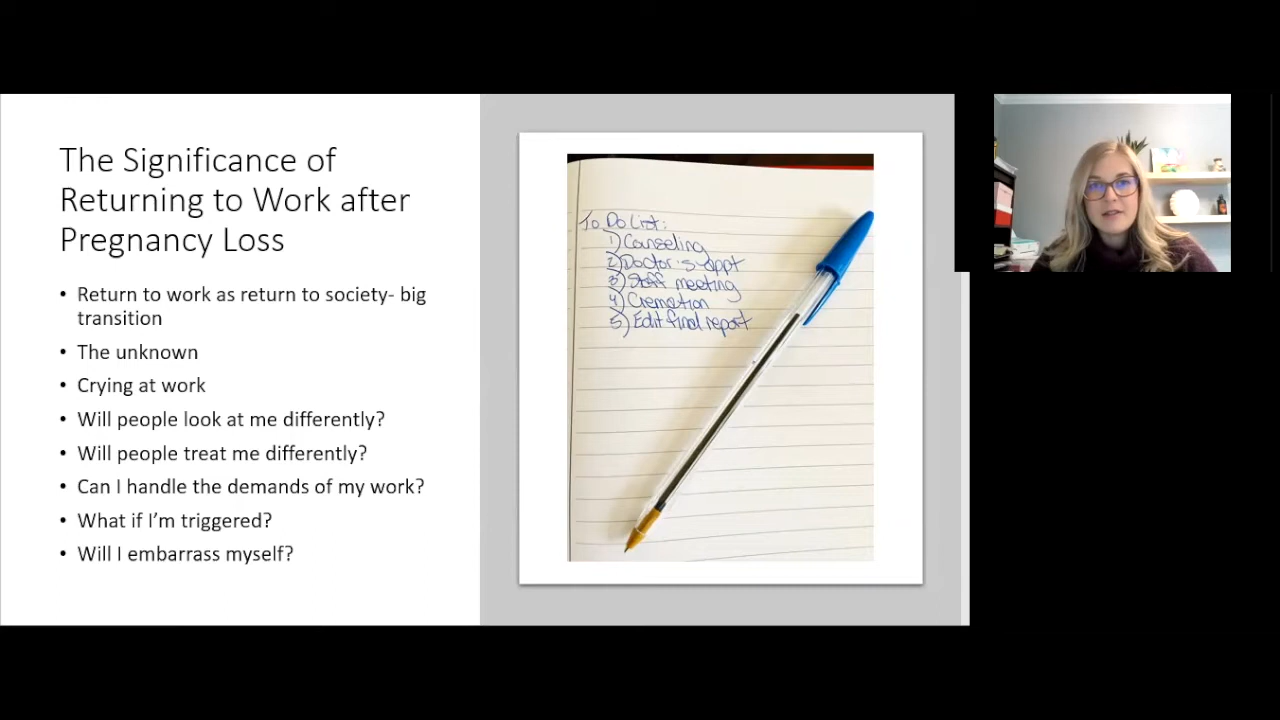 The Significance of
Returning to Work after
Pregnancy Loss
• Return to work as return to society- big
transition
• The unknown
• Crying at work
• Will people look at me differently?
• Will people treat me differently?
• Can I handle the demands of my work?
• What if I’m triggered?
• Will I embarrass myself?
To Do List:
1) Counseling
2) Doctor's appt
3) Staff meeting
4) Cremation
5) Edit final report